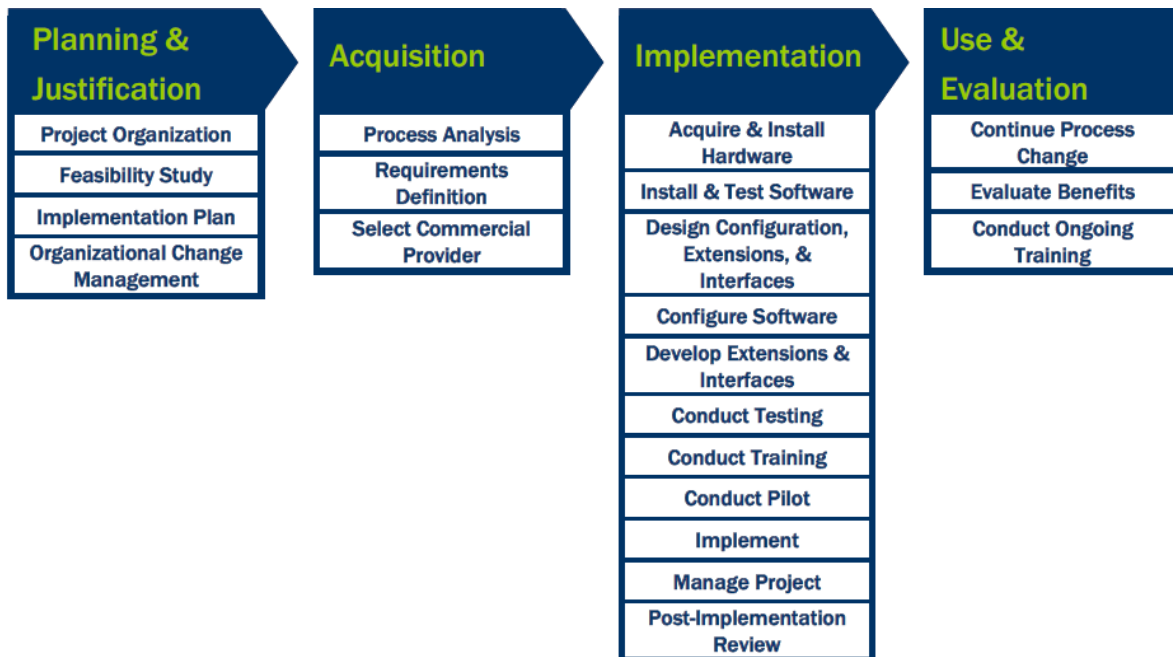 Planning &
Justification
Project Organization
Feasibility Study
Implementation Plan
Organizational Change
Management
Acquisition
Process Analysis
Requirements
Definition
Select Commercial
Provider
Implementation
Acquire & Install
Hardware
Install & Test Software
Design Configuration,
Extensions, &
Interfaces
Configure Software
Develop Extensions &
Interfaces
Conduct Testing
Conduct Training
Conduct Pilot
Implement
Manage Project
Post-Implementation
Review
Use &
Evaluation
Continue Process
Change
Evaluate Benefits
Conduct Ongoing
Training